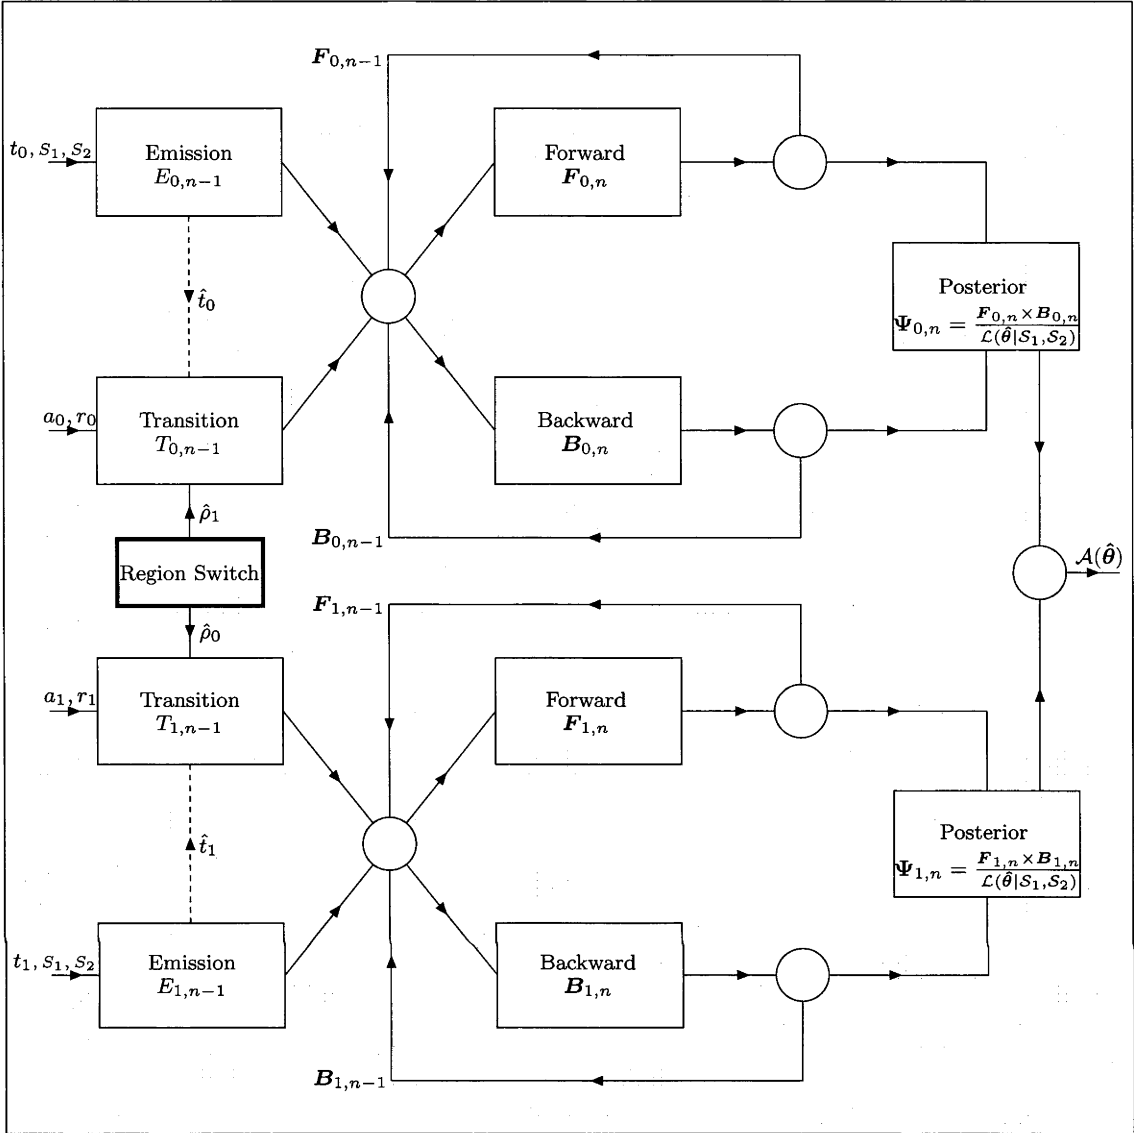 F₀,ₙ₋₁
t₀, S₁, S₂
Emission
E₀,ₙ₋₁
Forward
F₀,ₙ
t̂₀
Posterior
Ψ₀,ₙ = F₀,ₙ × B₀,ₙ / ℒ(θ̂|S₁,S₂)
a₀, r₀
Transition
T₀,ₙ₋₁
Backward
B₀,ₙ
ρ̂₁
B₀,ₙ₋₁
Region Switch
𝒜(θ̂)
F₁,ₙ₋₁
ρ̂₀
a₁, r₁
Transition
T₁,ₙ₋₁
Forward
F₁,ₙ
t̂₁
Posterior
Ψ₁,ₙ = F₁,ₙ × B₁,ₙ / ℒ(θ̂|S₁,S₂)
t₁, S₁, S₂
Emission
E₁,ₙ₋₁
Backward
B₁,ₙ
B₁,ₙ₋₁